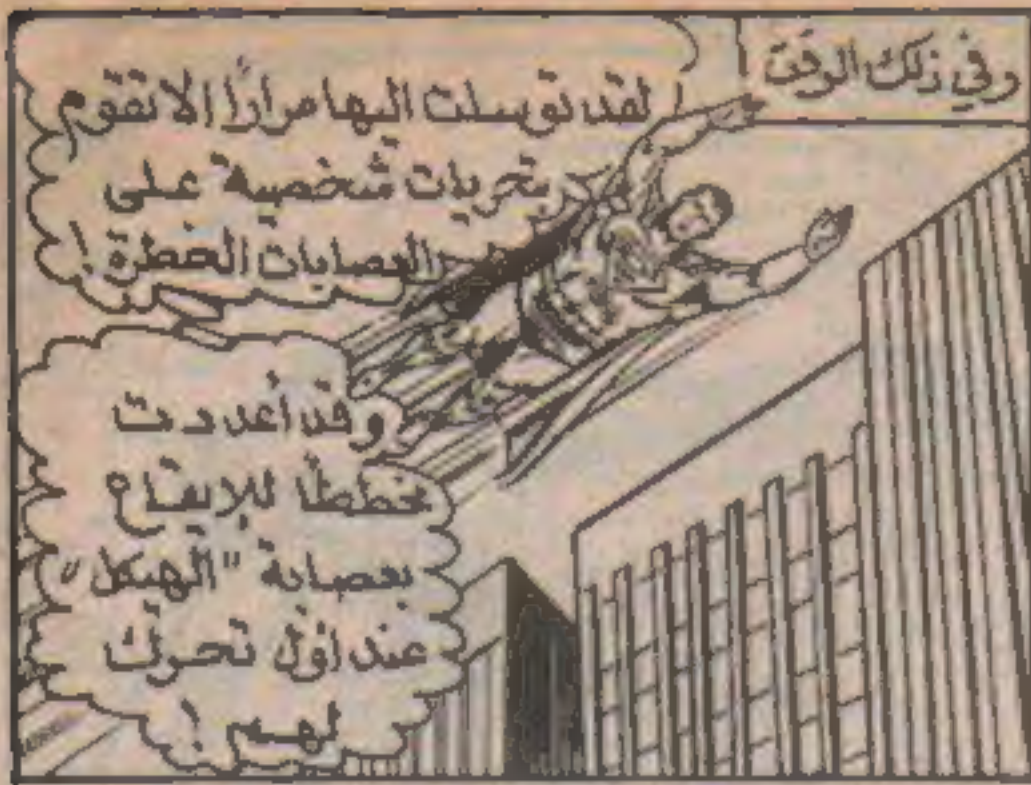 وفي ذلك الوقت
لقد توسلت اليها مرارًا الا تقوم
بتحريات شخصية على
العصابات الخطرة !
وقد أعددت
خططًا للإيقاع
بعصابة "الهيكل"
عند أول تحرك
لهم !